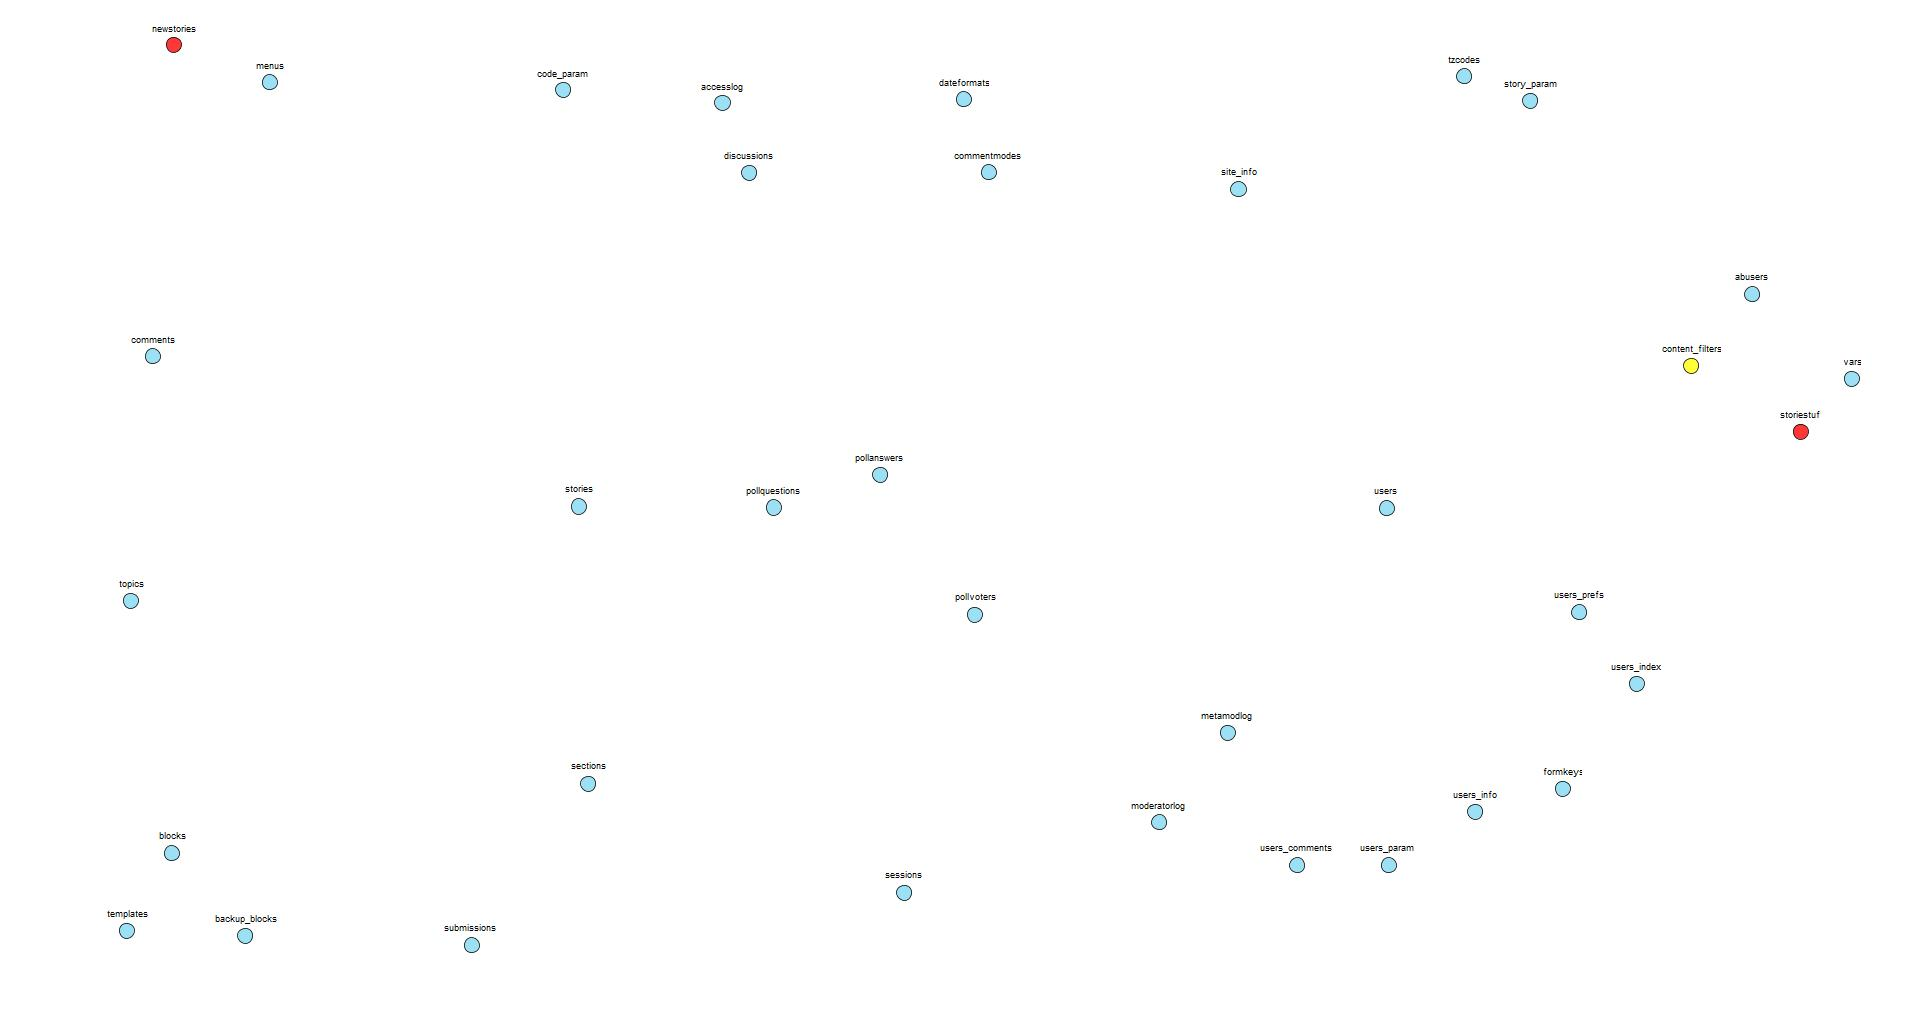 newstories
menus
code_param
accesslog
dateformats
tzcodes
story_param
discussions
commentmodes
site_info
abusers
comments
content_filters
vars
storiestuf
pollanswers
stories
pollquestions
users
topics
pollvoters
users_prefs
users_index
metamodlog
sections
formkeys
users_info
moderatorlog
blocks
users_comments
users_param
sessions
templates
backup_blocks
submissions